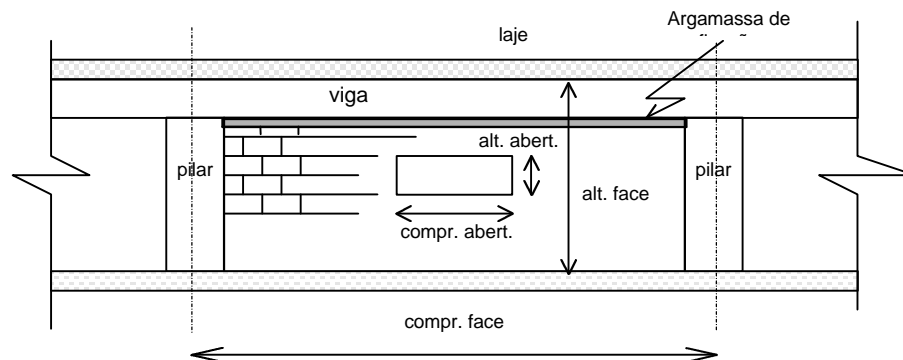 Argamassa de
laje
viga
alt. abert.
pilar
pilar
alt. face
compr. abert.
compr. face